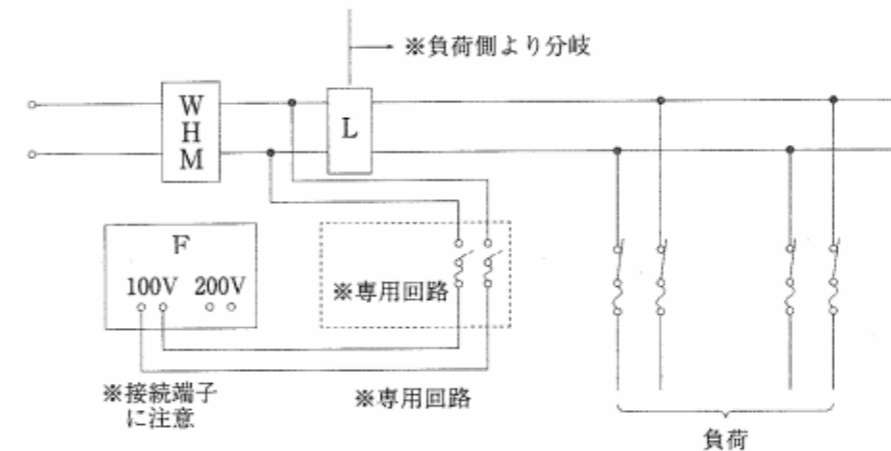 ※負荷側より分岐
W
H
M
L
F
100V 200V
※専用回路
※接続端子
に注意
※専用回路
負荷